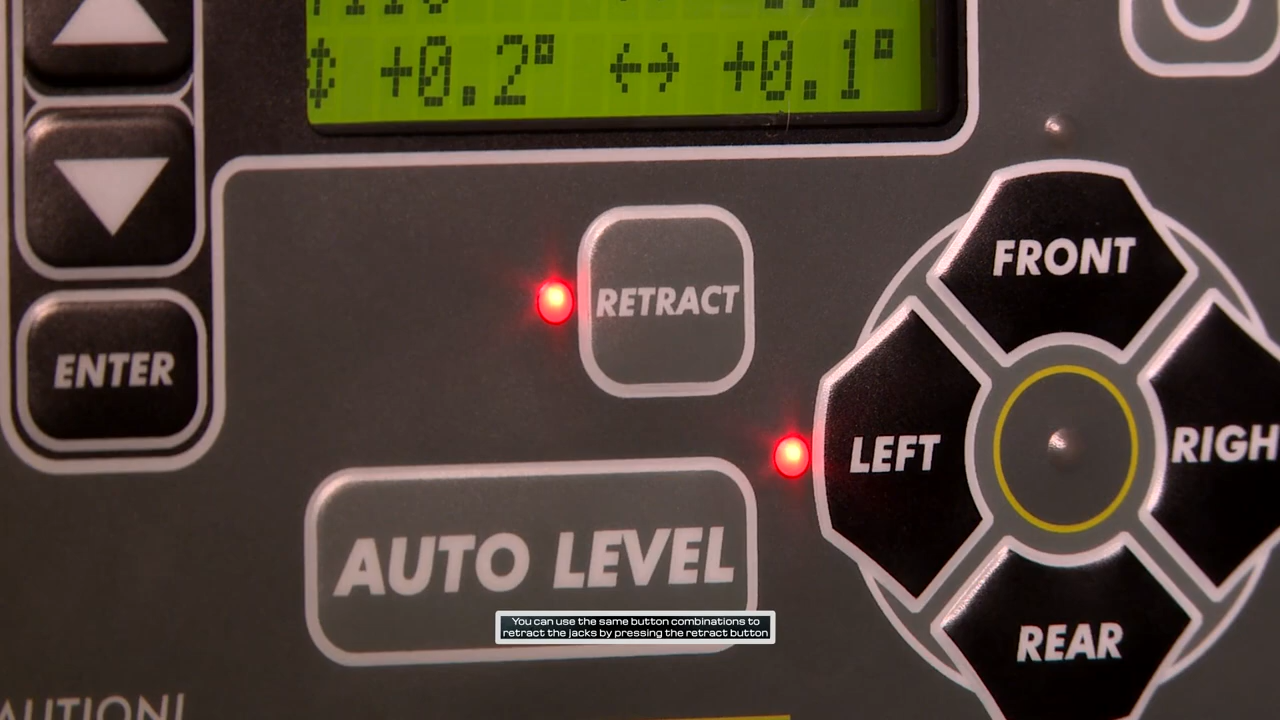 +0.2° ↔ +0.1°
FRONT
RETRACT
ENTER
LEFT
RIGH
AUTO LEVEL
You can use the same button combinations to
retract the jacks by pressing the retract button
REAR
AUTION!